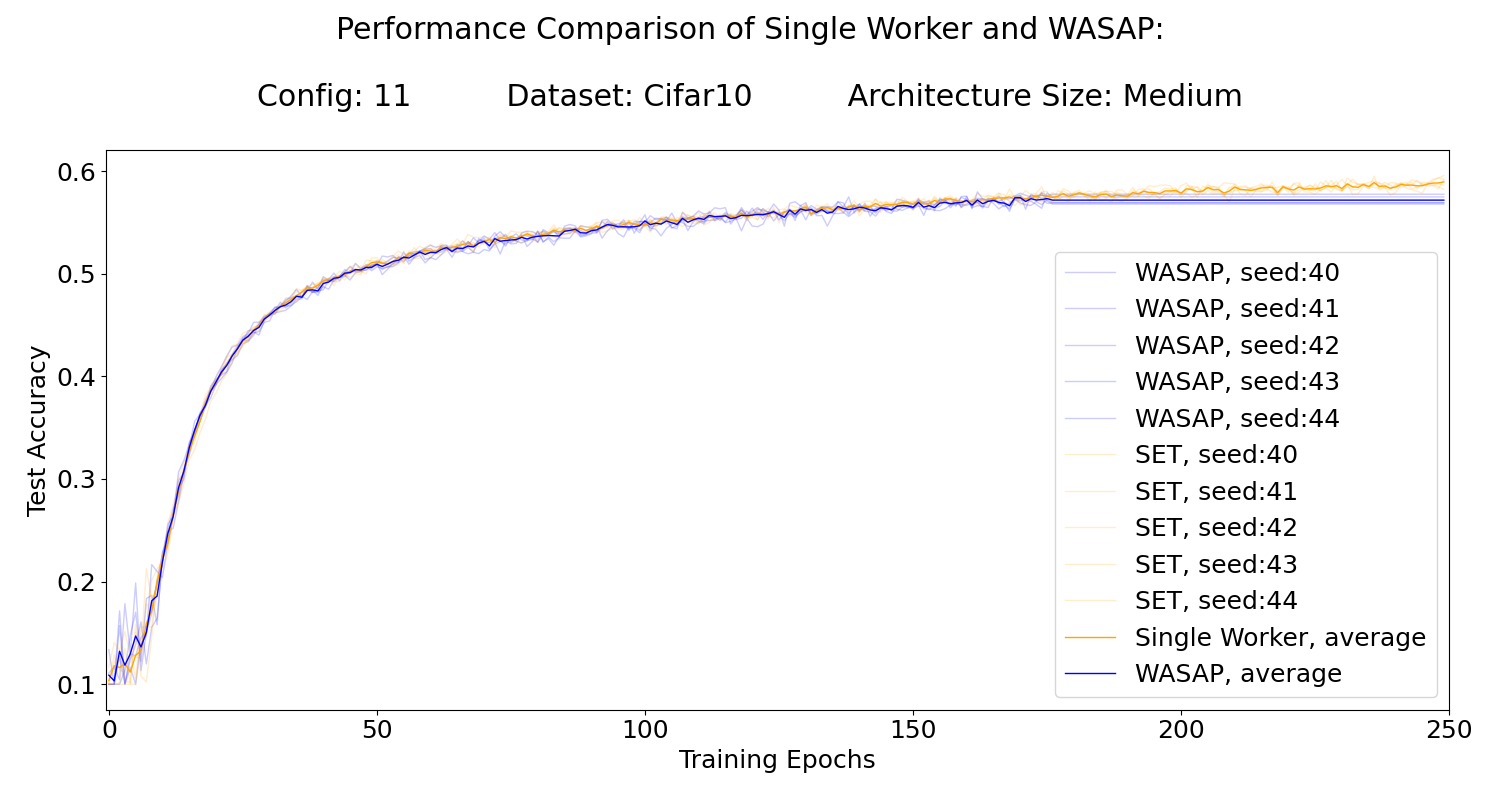 Performance Comparison of Single Worker and WASAP:
Config: 11 Dataset: Cifar10 Architecture Size: Medium
0.6
0.5
0.4
0.3
0.2
0.1
Test Accuracy
WASAP, seed:40
WASAP, seed:41
WASAP, seed:42
WASAP, seed:43
WASAP, seed:44
SET, seed:40
SET, seed:41
SET, seed:42
SET, seed:43
SET, seed:44
Single Worker, average
WASAP, average
0 50 100 150 200 250
Training Epochs